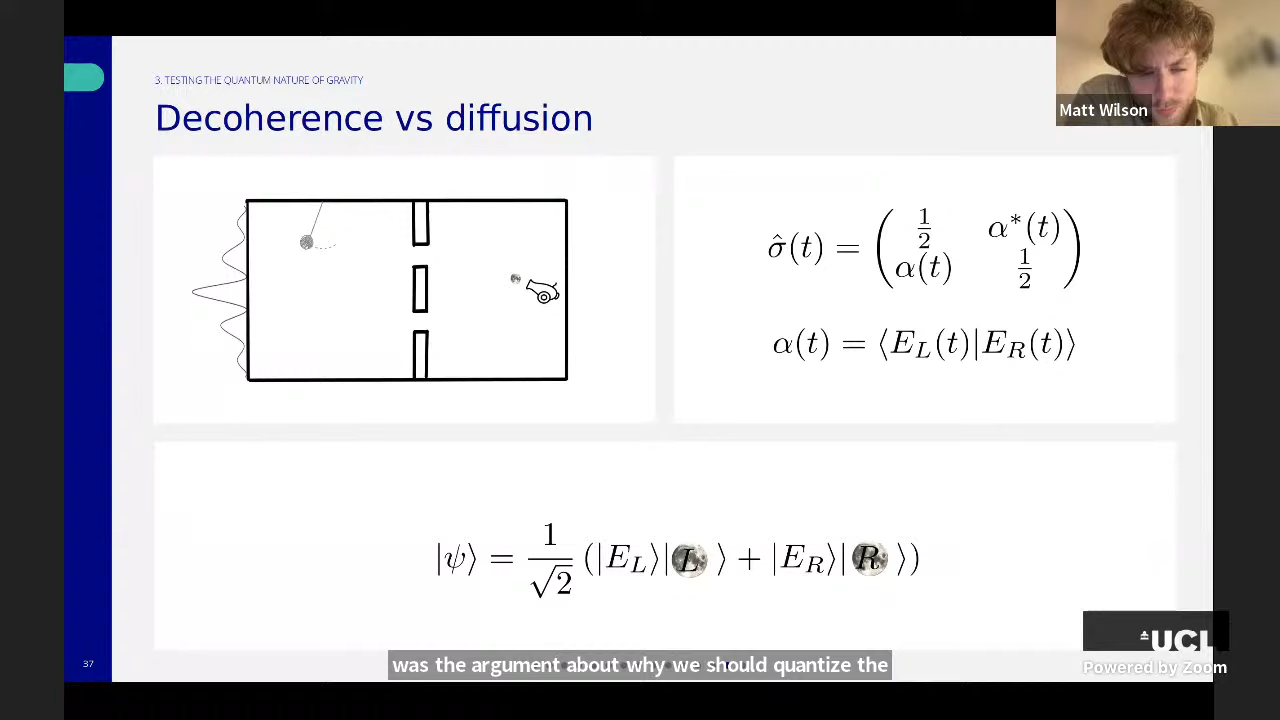 3. TESTING THE QUANTUM NATURE OF GRAVITY
Decoherence vs diffusion
Matt Wilson
σ̂(t) = ( 1/2 α*(t)
α(t) 1/2 )
α(t) = ⟨E_L(t)|E_R(t)⟩
|ψ⟩ = 1/√2 (|E_L⟩|L⟩ + |E_R⟩|R⟩)
UCL
Powered by Zoom
37
was the argument about why we should quantize the